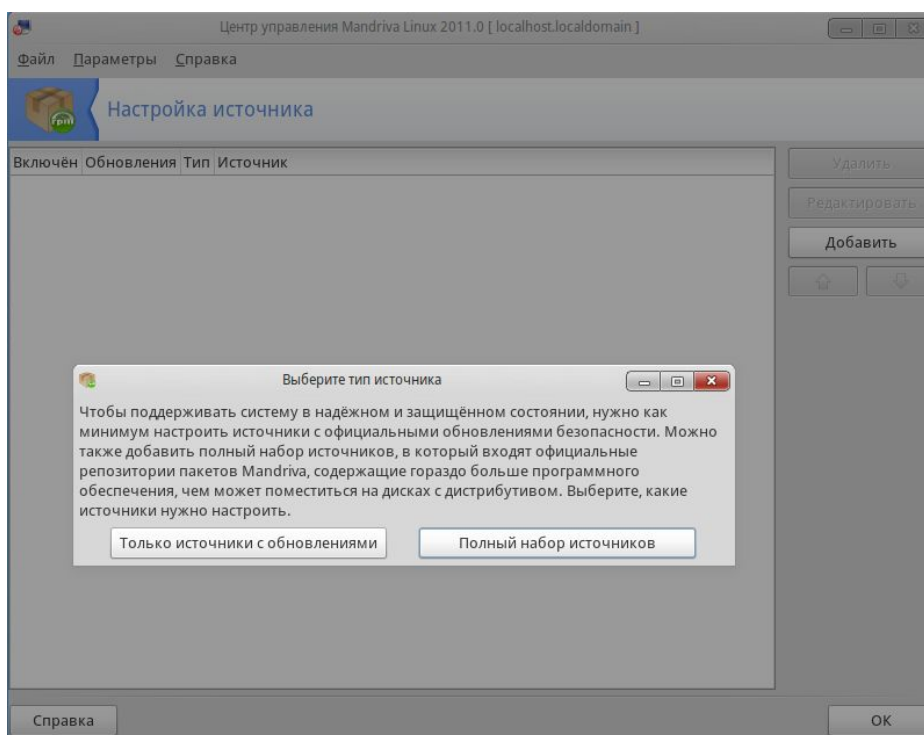 Центр управления Mandriva Linux 2011.0 [ localhost.localdomain ]
Файл Параметры Справка
rpm
Настройка источника
Включён Обновления Тип Источник
Удалить
Редактировать
Добавить
Выберите тип источника
Чтобы поддерживать систему в надёжном и защищённом состоянии, нужно как
минимум настроить источники с официальными обновлениями безопасности. Можно
также добавить полный набор источников, в который входят официальные
репозитории пакетов Mandriva, содержащие гораздо больше программного
обеспечения, чем может поместиться на дисках с дистрибутивом. Выберите, какие
источники нужно настроить.
Только источники с обновлениями Полный набор источников
Справка OK